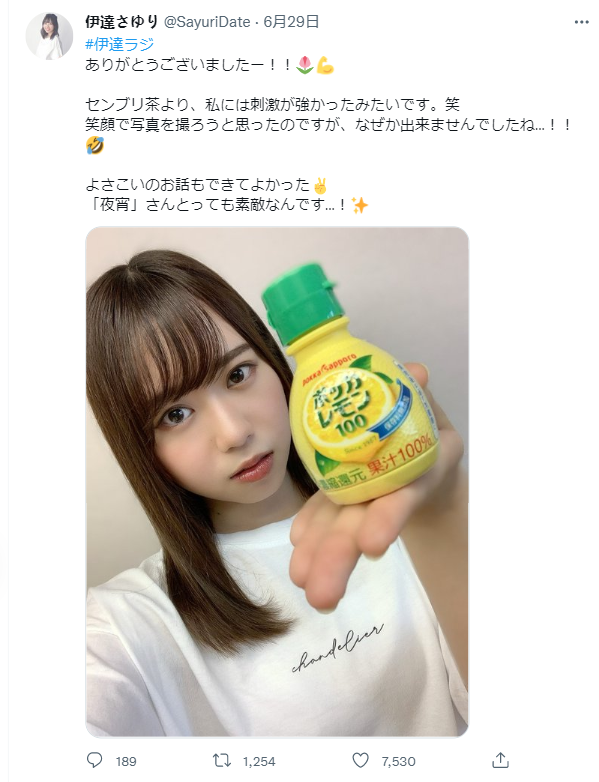 伊達さゆり @SayuriDate · 6月29日
#伊達ラジ
ありがとうございましたー！！🌷💪
センブリ茶より、私には刺激が強かったみたいです。笑
笑顔で写真を撮ろうと思ったのですが、なぜか出来ませんでしたね...！！
🤣
よさこいのお話もできてよかった✌
「夜宵」さんとっても素敵なんです...！✨
POKKA SAPPORO
ポッカ
レモン
100
Since 1957
濃縮還元 果汁100%
chandelier
189 1,254 7,530